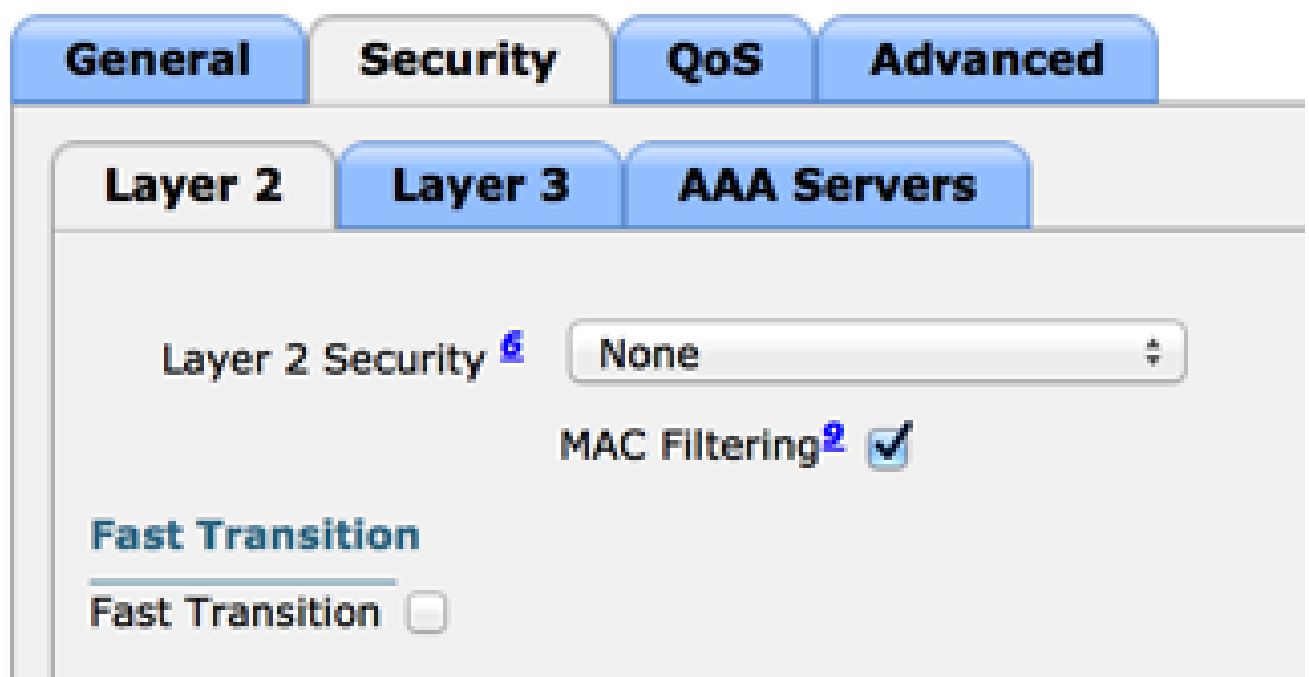 General Security QoS Advanced
Layer 2 Layer 3 AAA Servers
Layer 2 Security 6 None
MAC Filtering 9
Fast Transition
Fast Transition